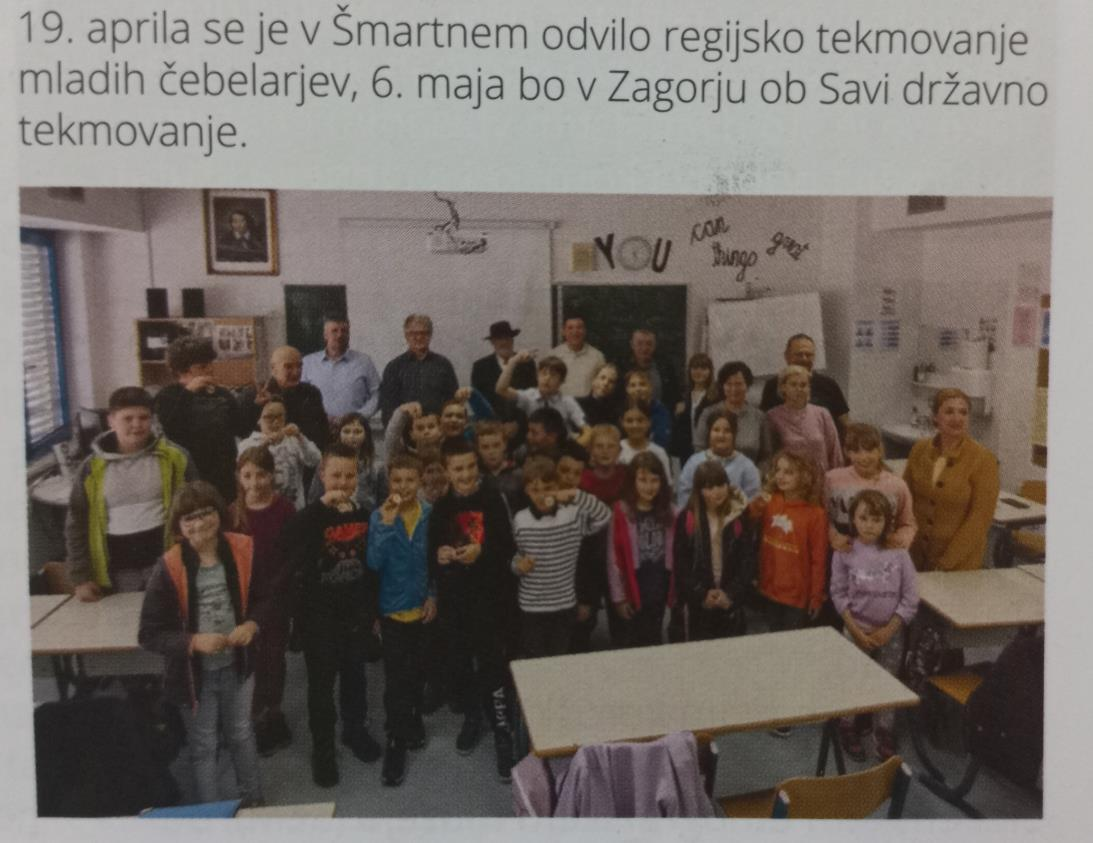 19. aprila se je v Šmartnem odvilo regijsko tekmovanje
mladih čebelarjev, 6. maja bo v Zagorju ob Savi državno
tekmovanje.
YOU can great
things